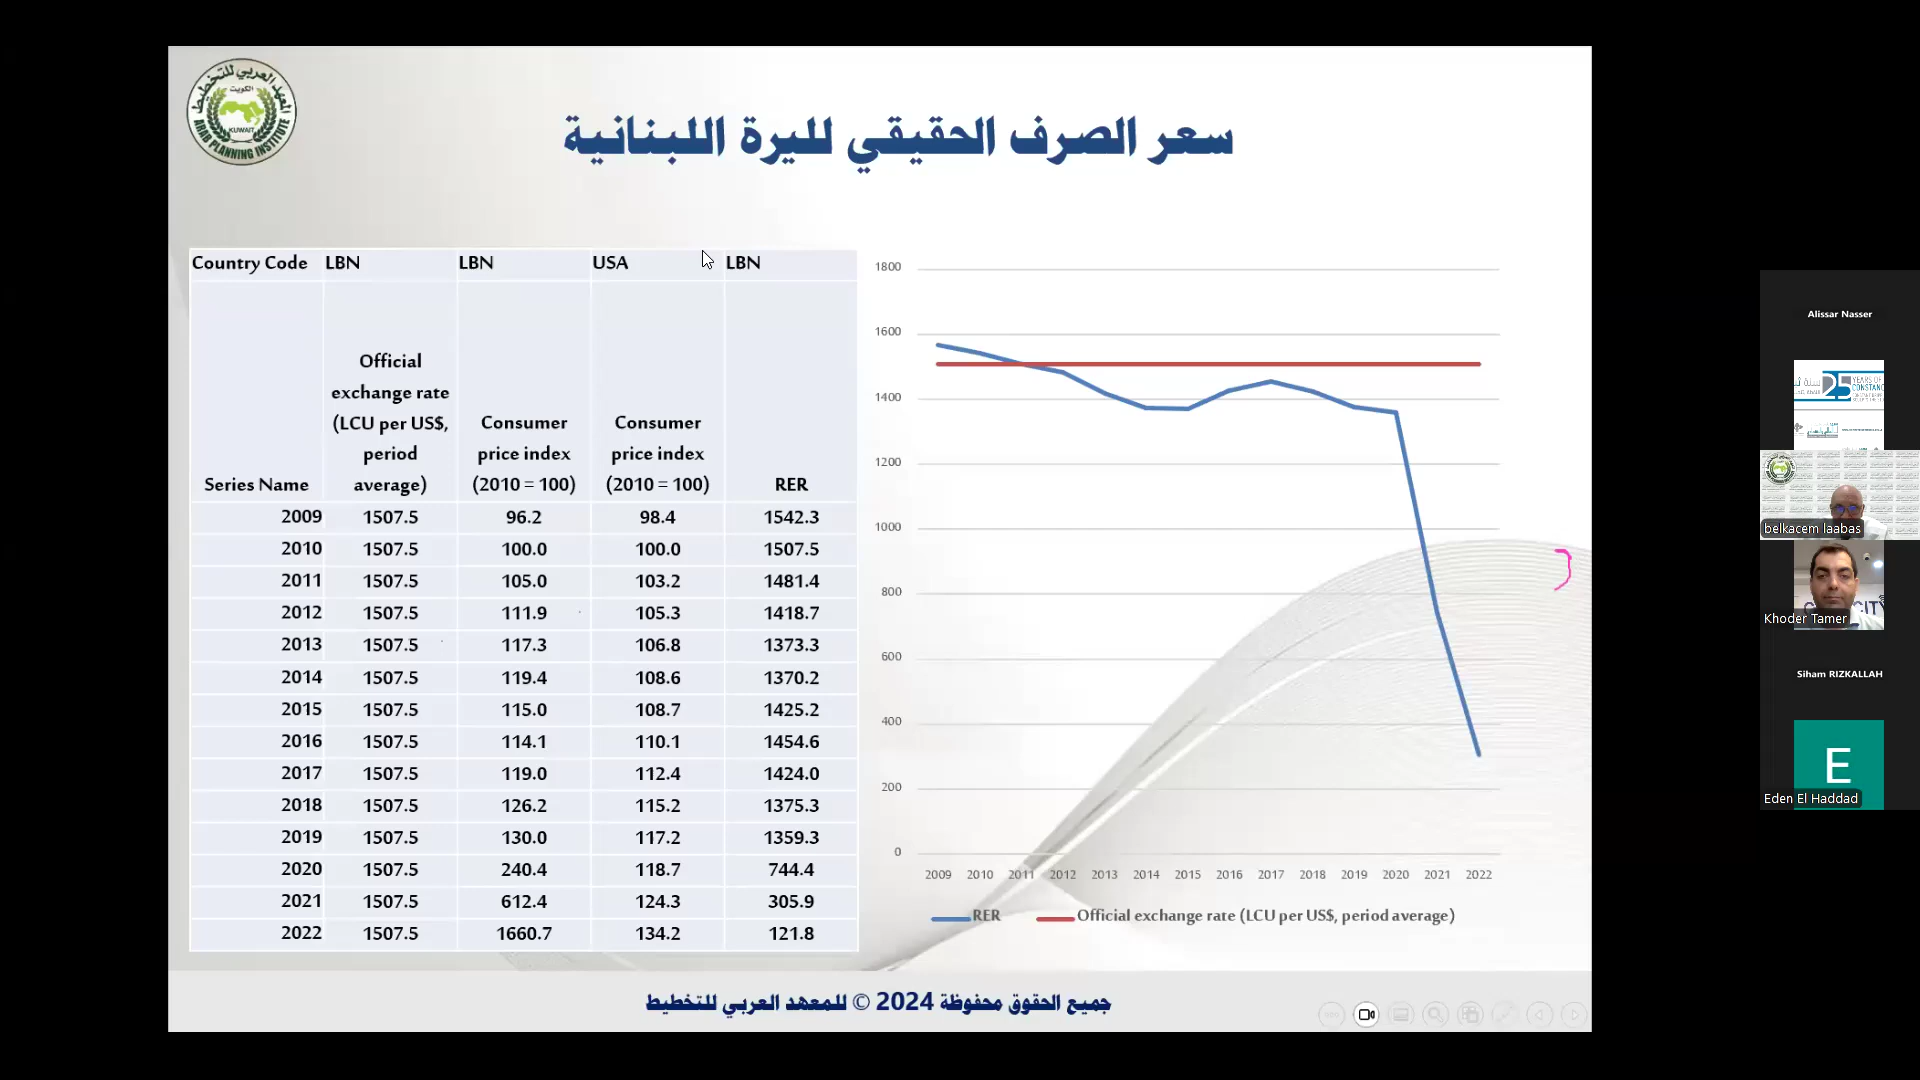 المعهد العربي للتخطيط
الكويت
KUWAIT
ARAB PLANNING INSTITUTE
سعر الصرف الحقيقي لليرة اللبنانية
Country Code LBN LBN USA LBN
Series Name Official exchange rate (LCU per US$, period average) Consumer price index (2010 = 100) Consumer price index (2010 = 100) RER
2009 1507.5 96.2 98.4 1542.3
2010 1507.5 100.0 100.0 1507.5
2011 1507.5 105.0 103.2 1481.4
2012 1507.5 111.9 105.3 1418.7
2013 1507.5 117.3 106.8 1373.3
2014 1507.5 119.4 108.6 1370.2
2015 1507.5 115.0 108.7 1425.2
2016 1507.5 114.1 110.1 1454.6
2017 1507.5 119.0 112.4 1424.0
2018 1507.5 126.2 115.2 1375.3
2019 1507.5 130.0 117.2 1359.3
2020 1507.5 240.4 118.7 744.4
2021 1507.5 612.4 124.3 305.9
2022 1507.5 1660.7 134.2 121.8
1800
1600
1400
1200
1000
800
600
400
200
0
2009 2010 2011 2012 2013 2014 2015 2016 2017 2018 2019 2020 2021 2022
RER Official exchange rate (LCU per US$, period average)
جميع الحقوق محفوظة 2024 © للمعهد العربي للتخطيط
Alissar Nasser
25 YEARS OF
belkacem laabas
Khoder Tamer
Siham RIZKALLAH
E
Eden El Haddad